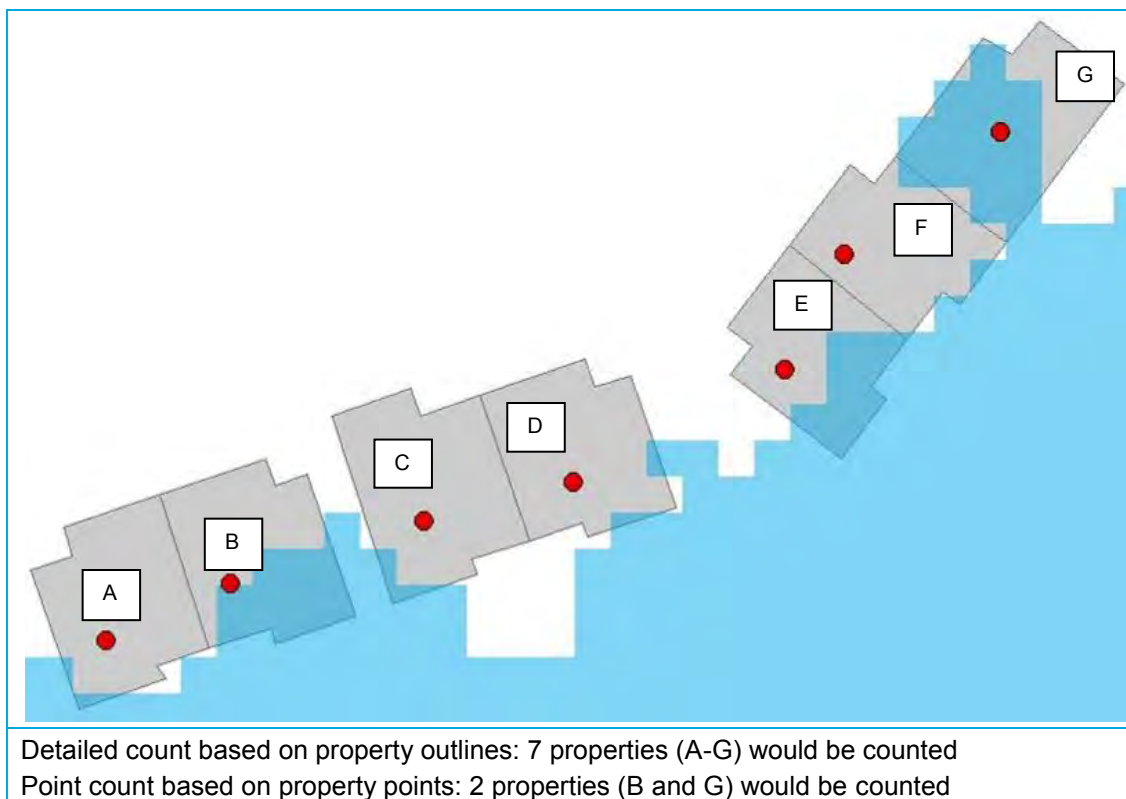 G
F
E
D
C
B
A
Detailed count based on property outlines: 7 properties (A-G) would be counted
Point count based on property points: 2 properties (B and G) would be counted